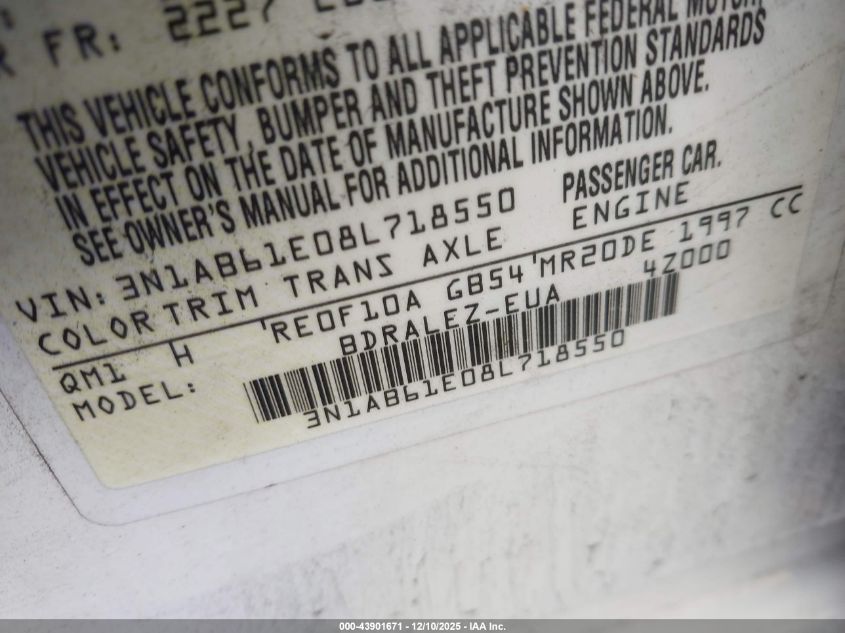 R FR: 2227
THIS VEHICLE CONFORMS TO ALL APPLICABLE FEDERAL MOTOR
VEHICLE SAFETY, BUMPER AND THEFT PREVENTION STANDARDS
IN EFFECT ON THE DATE OF MANUFACTURE SHOWN ABOVE.
SEE OWNER'S MANUAL FOR ADDITIONAL INFORMATION.
VIN: 3N1AB61E08L718550 PASSENGER CAR.
COLOR TRIM TRANS AXLE ENGINE
QM1 H 'RE0F10A GB54 'MR20DE 1997 CC
MODEL: BDRALEZ-EUA 4Z000
3N1AB61E08L718550
000-43901671 - 12/10/2025 - IAA Inc.